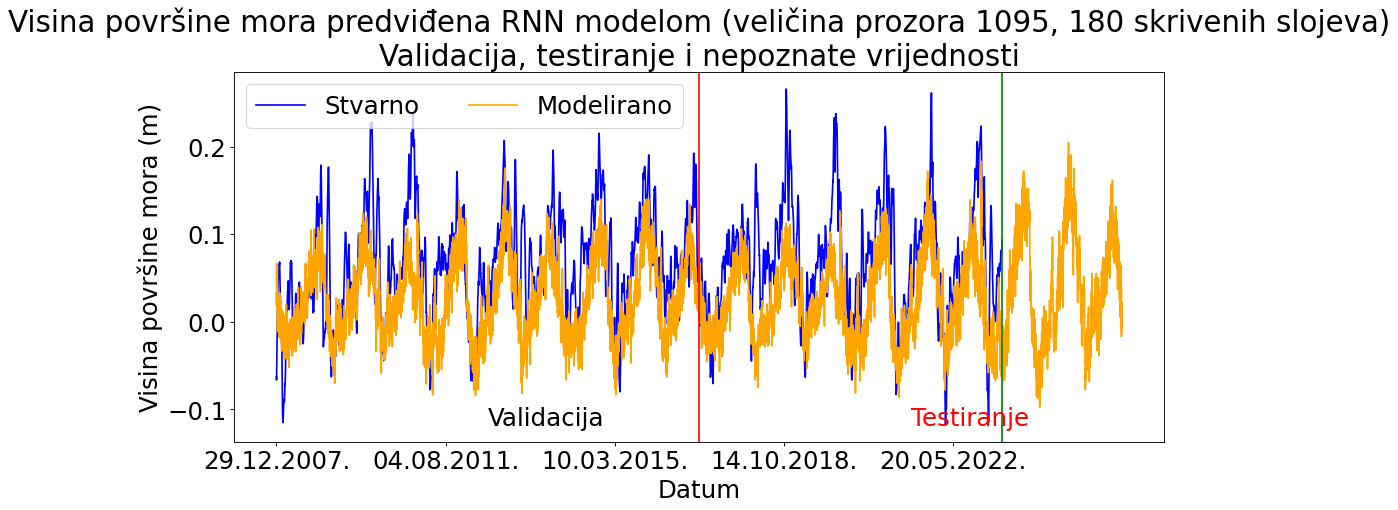 Visina površine mora predviđena RNN modelom (veličina prozora 1095, 180 skrivenih slojeva)
Validacija, testiranje i nepoznate vrijednosti
Stvarno Modelirano
Visina površine mora (m)
0.2
0.1
0.0
−0.1
Validacija Testiranje
29.12.2007. 04.08.2011. 10.03.2015. 14.10.2018. 20.05.2022.
Datum